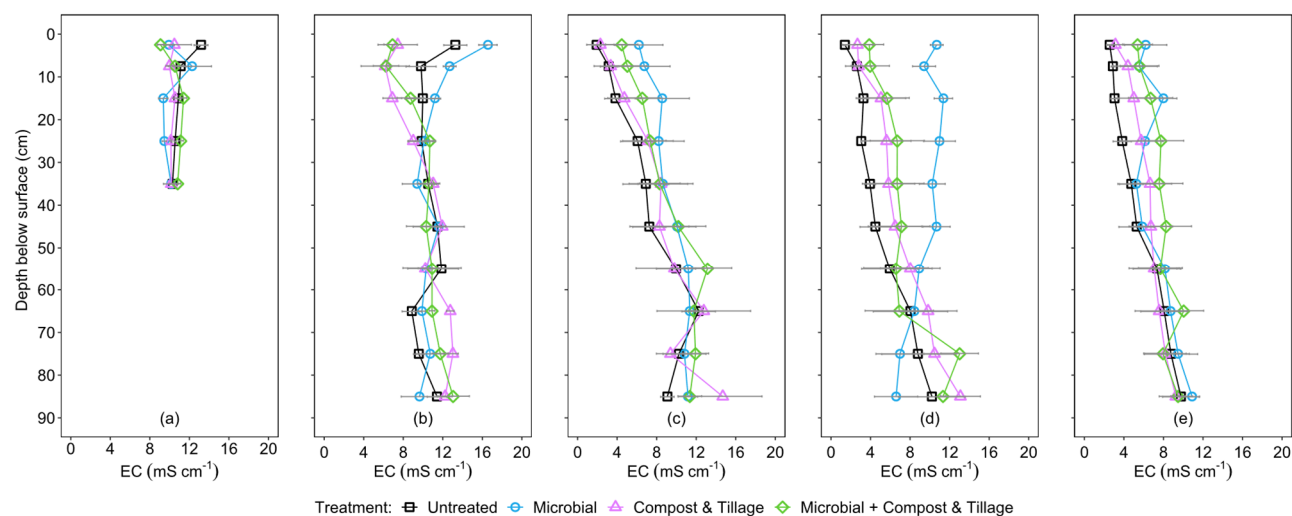 0
10
20
30
40
50
60
70
80
90
Depth below surface (cm)
(a) (b) (c) (d) (e)
0 4 8 12 16 20 0 4 8 12 16 20 0 4 8 12 16 20 0 4 8 12 16 20 0 4 8 12 16 20
EC (mS cm⁻¹) EC (mS cm⁻¹) EC (mS cm⁻¹) EC (mS cm⁻¹) EC (mS cm⁻¹)
Treatment: Untreated Microbial Compost & Tillage Microbial + Compost & Tillage